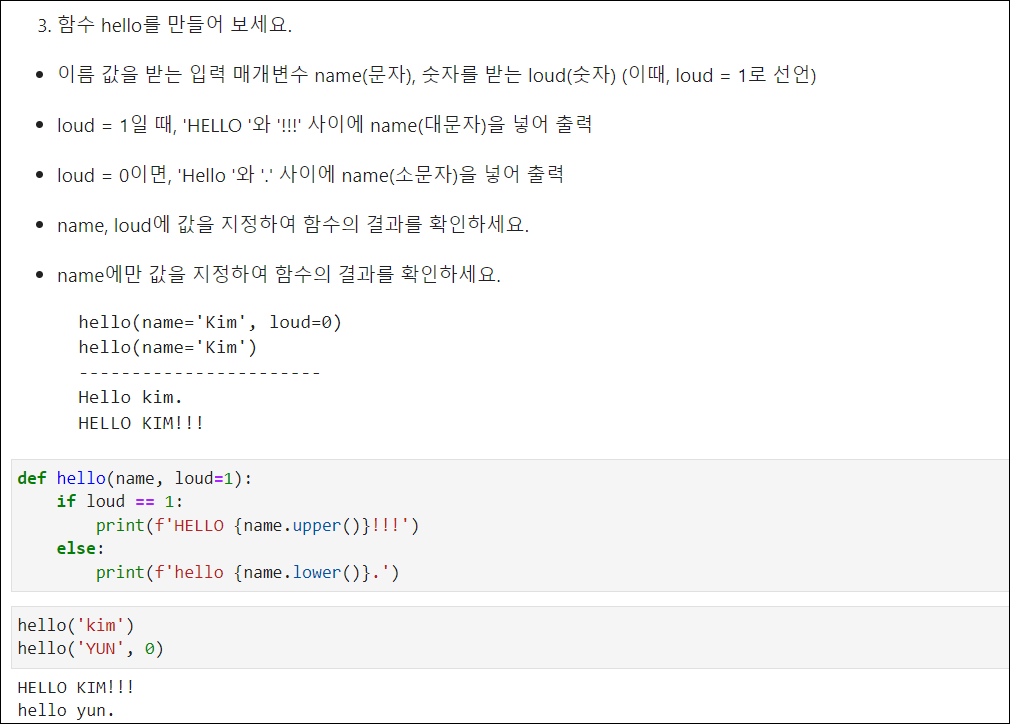 3. 함수 hello를 만들어 보세요.
• 이름 값을 받는 입력 매개변수 name(문자), 숫자를 받는 loud(숫자) (이때, loud = 1로 선언)
• loud = 1일 때, 'HELLO '와 '!!!' 사이에 name(대문자)을 넣어 출력
• loud = 0이면, 'Hello '와 '.' 사이에 name(소문자)을 넣어 출력
• name, loud에 값을 지정하여 함수의 결과를 확인하세요.
• name에만 값을 지정하여 함수의 결과를 확인하세요.
hello(name='Kim', loud=0)
hello(name='Kim')
-----------------------
Hello kim.
HELLO KIM!!!
def hello(name, loud=1):
    if loud == 1:
        print(f'HELLO {name.upper()}!!!')
    else:
        print(f'hello {name.lower()}.')
hello('kim')
hello('YUN', 0)
HELLO KIM!!!
hello yun.